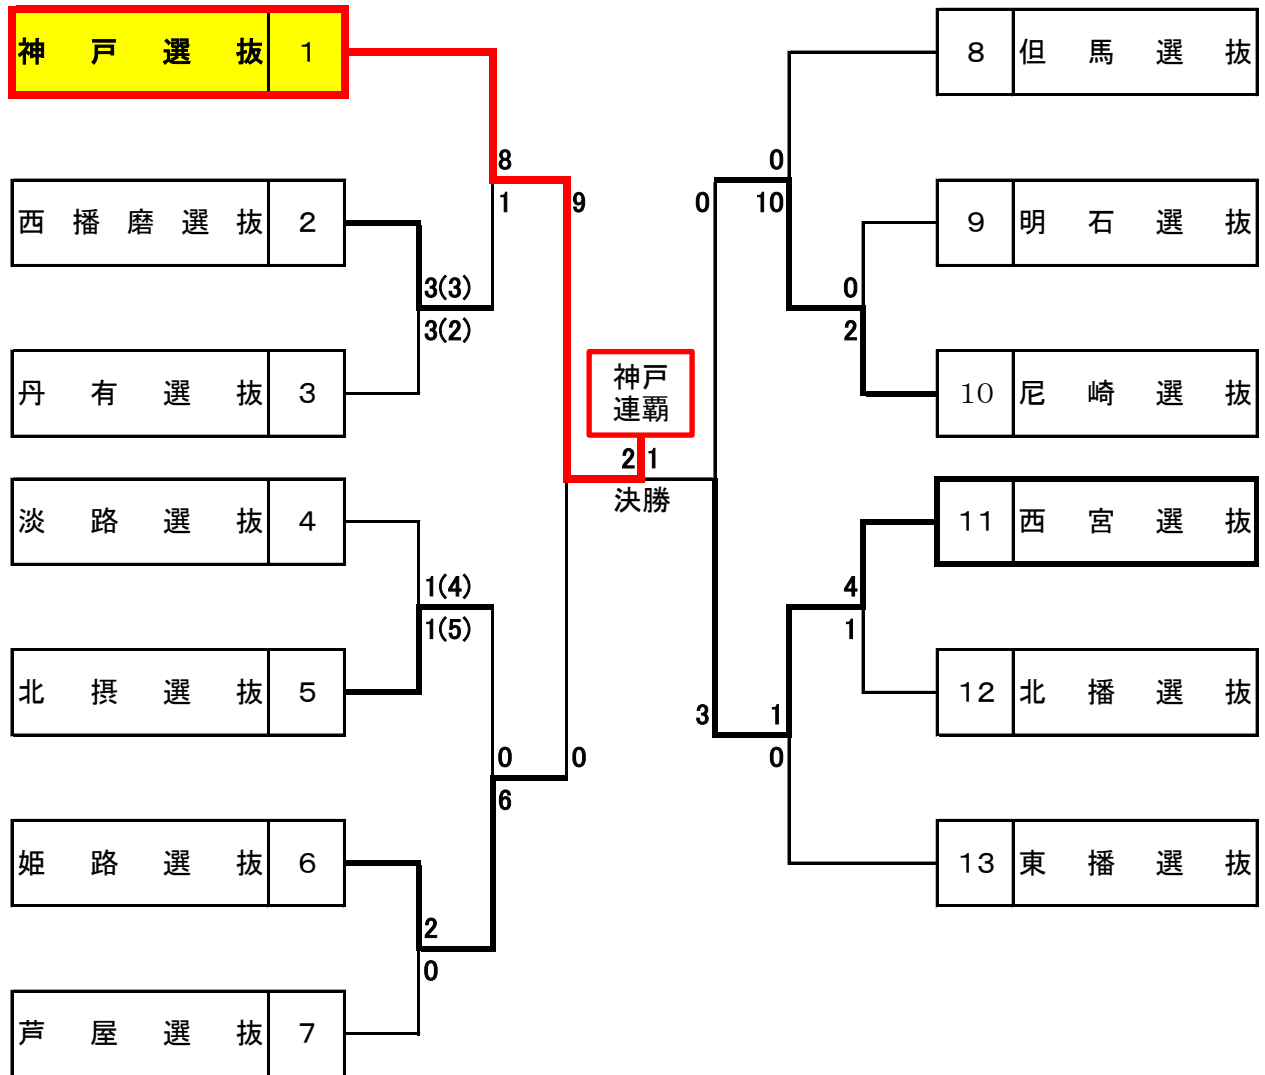 神戸選抜 1
西播磨選抜 2
丹有選抜 3
淡路選抜 4
北摂選抜 5
姫路選抜 6
芦屋選抜 7
8
1
3(3)
3(2)
9
1(4)
1(5)
0
6
0
2
0
神戸
連覇
2 1
決勝
0
10
0
0
2
4
1
3
1
0
8 但馬選抜
9 明石選抜
10 尼崎選抜
11 西宮選抜
12 北播選抜
13 東播選抜